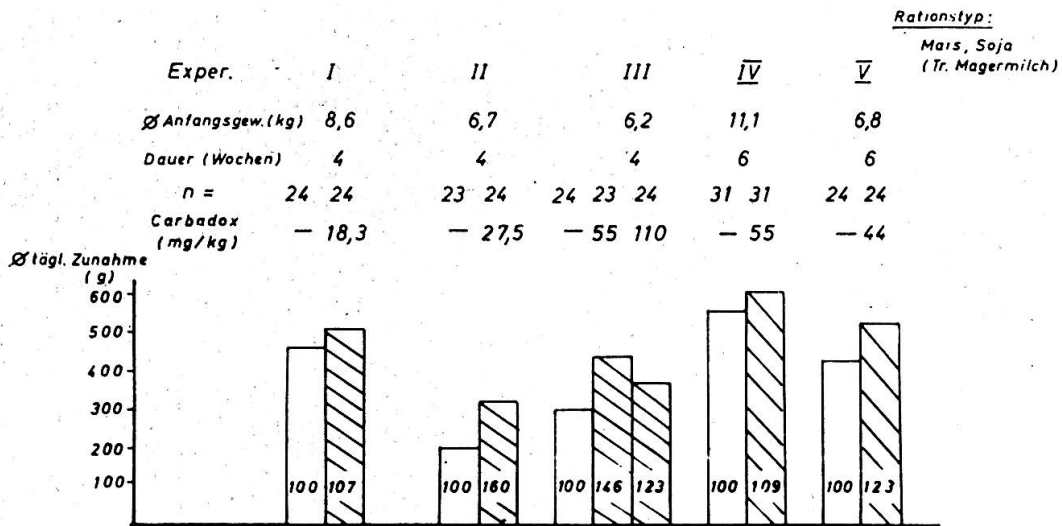 Rationstyp:
Mais, Soja
(Tr. Magermilch)
Exper. I II III IV V
Ø Anfangsgew. (kg) 8,6 6,7 6,2 11,1 6,8
Dauer (Wochen) 4 4 4 6 6
n = 24 24 23 24 24 23 24 31 31 24 24
Carbadox
(mg/kg) — 18,3 — 27,5 — 55 110 — 55 — 44
Ø tägl. Zunahme
(g)
600
500
400
300
200
100
100 107 100 160 100 146 123 100 109 100 123